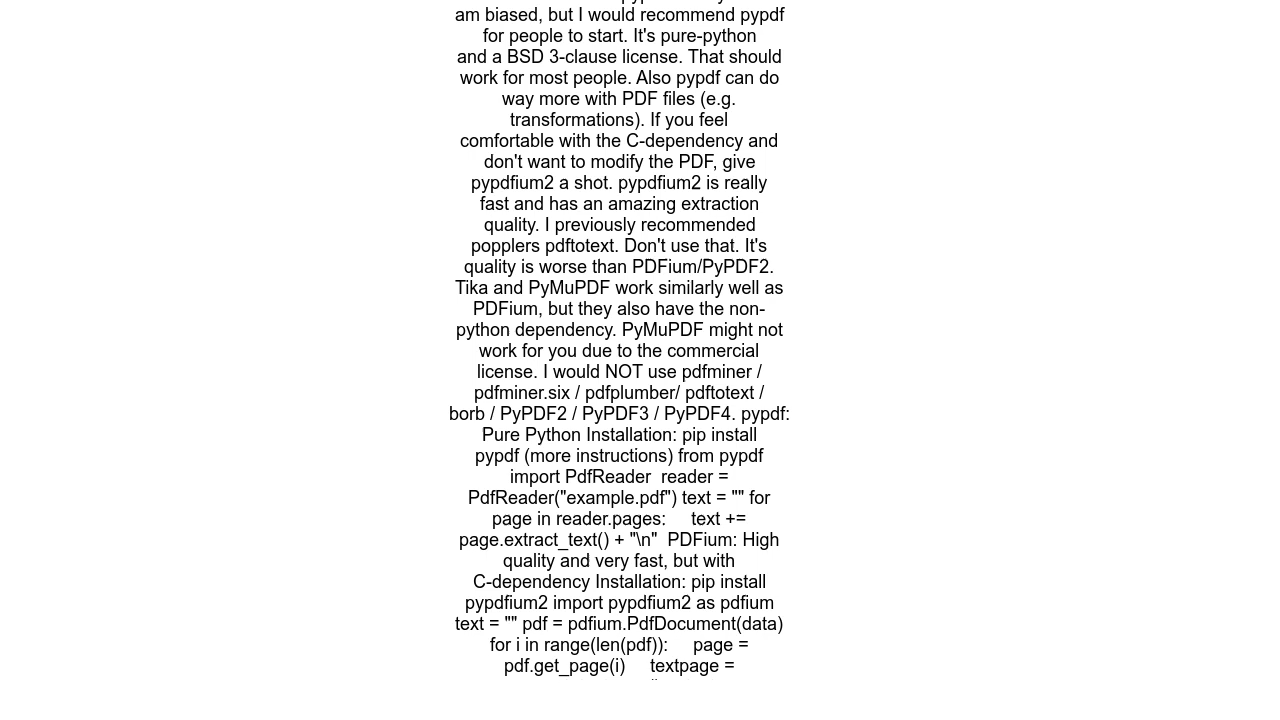 am biased, but I would recommend pypdf
for people to start. It's pure-python
and a BSD 3-clause license. That should
work for most people. Also pypdf can do
way more with PDF files (e.g.
transformations). If you feel
comfortable with the C-dependency and
don't want to modify the PDF, give
pypdfium2 a shot. pypdfium2 is really
fast and has an amazing extraction
quality. I previously recommended
popplers pdftotext. Don't use that. It's
quality is worse than PDFium/PyPDF2.
Tika and PyMuPDF work similarly well as
PDFium, but they also have the non-
python dependency. PyMuPDF might not
work for you due to the commercial
license. I would NOT use pdfminer /
pdfminer.six / pdfplumber/ pdftotext /
borb / PyPDF2 / PyPDF3 / PyPDF4. pypdf:
Pure Python Installation: pip install
pypdf (more instructions) from pypdf
import PdfReader  reader =
PdfReader("example.pdf") text = "" for
page in reader.pages:     text +=
page.extract_text() + "\n"  PDFium: High
quality and very fast, but with
C-dependency Installation: pip install
pypdfium2 import pypdfium2 as pdfium
text = "" pdf = pdfium.PdfDocument(data)
for i in range(len(pdf)):     page =
pdf.get_page(i)     textpage =